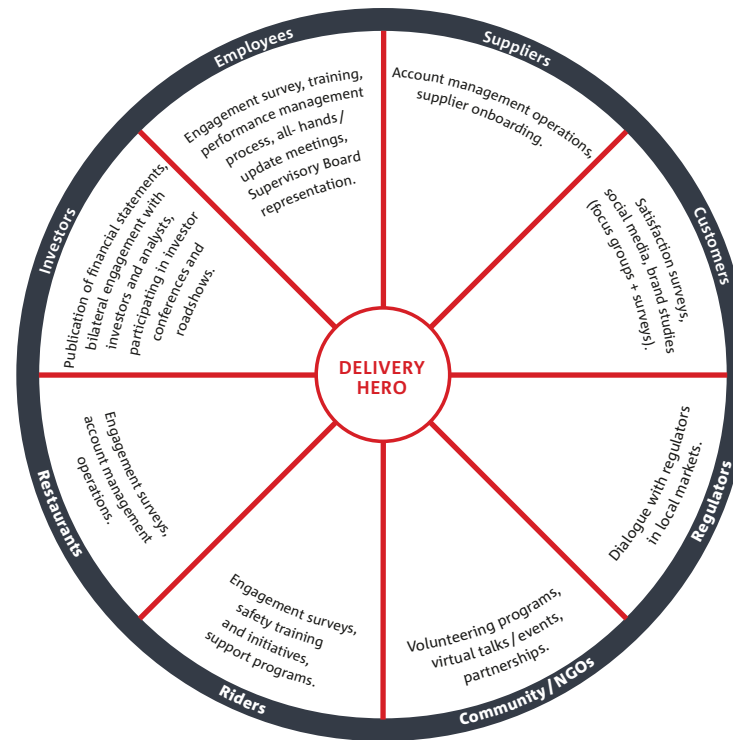 Employees
Engagement survey, training,
performance management
process, all- hands /
update meetings,
Supervisory Board
representation.
Suppliers
Account management operations,
supplier onboarding.
Customers
Satisfaction surveys,
social media, brand studies
(focus groups + surveys).
Regulators
Dialogue with regulators
in local markets.
Community / NGOs
Volunteering programs,
virtual talks / events,
partnerships.
Riders
Engagement surveys,
safety training
and initiatives,
support programs.
Restaurants
Engagement surveys,
account management
operations.
Investors
Publication of financial statements,
bilateral engagement with
investors and analysts,
participating in investor
conferences and
roadshows.
DELIVERY
HERO